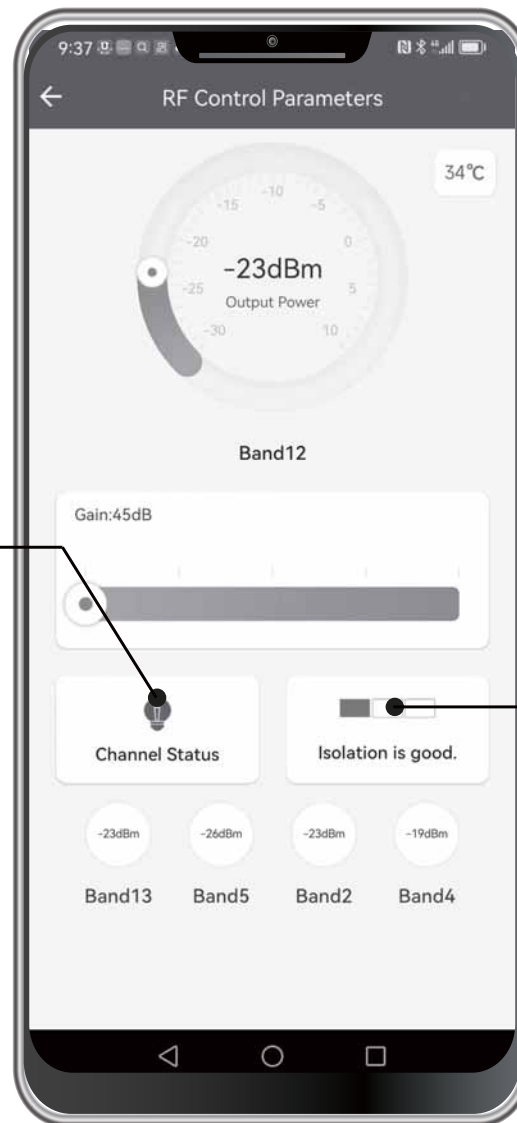 9:37
RF Control Parameters
34°C
-10
-15
-5
-20
0
-23dBm
-25
5
Output Power
-30
10
Band12
Gain:45dB
Channel Status
Isolation is good.
-23dBm
-26dBm
-23dBm
-19dBm
Band13
Band5
Band2
Band4